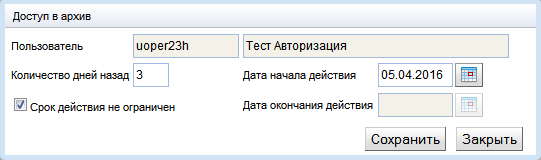 Доступ в архив
Пользователь uoper23h Тест Авторизация
Количество дней назад 3 Дата начала действия 05.04.2016
Срок действия не ограничен Дата окончания действия
Сохранить Закрыть